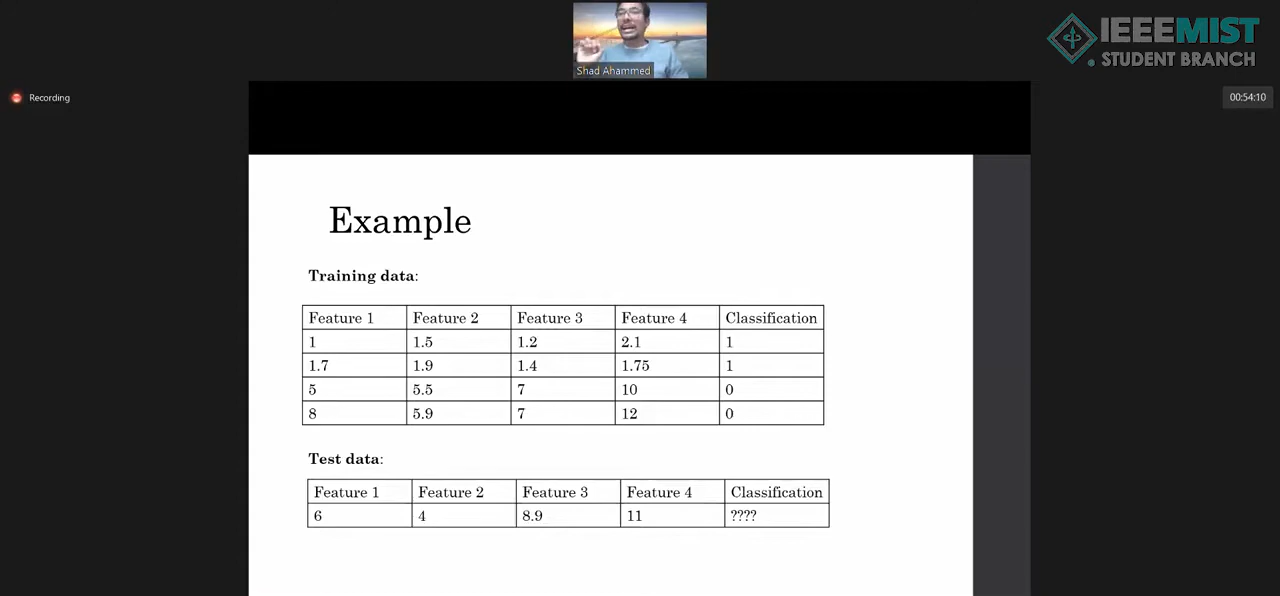 IEEEMIST
STUDENT BRANCH
Shad Ahammed
Recording
00:54:10
Example
Training data:
Feature 1 Feature 2 Feature 3 Feature 4 Classification
1 1.5 1.2 2.1 1
1.7 1.9 1.4 1.75 1
5 5.5 7 10 0
8 5.9 7 12 0
Test data:
Feature 1 Feature 2 Feature 3 Feature 4 Classification
6 4 8.9 11 ????